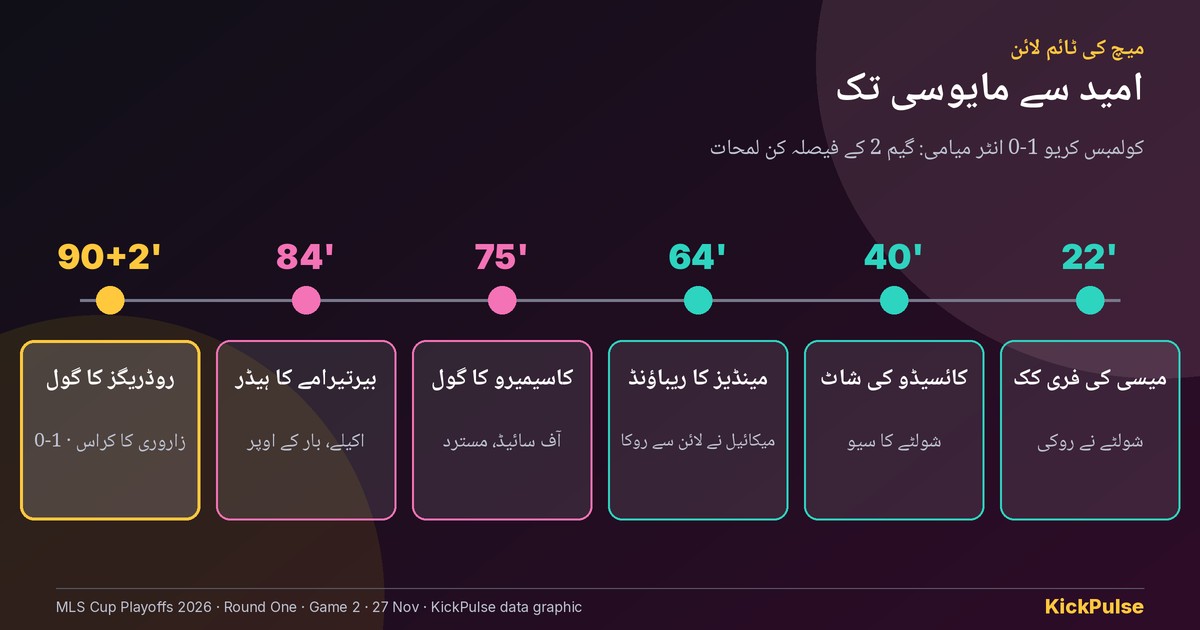 میچ کی ٹائم لائن
امید سے مایوسی تک
کولمبس کریو 1-0 انٹر میامی: گیم 2 کے فیصلہ کن لمحات
22'
میسی کی فری کک
شولٹے نے روکی
40'
کائسیڈو کی شاٹ
شولٹے کا سیو
64'
مینڈیز کا ریباؤنڈ
میکائیل نے لائن سے روکا
75'
کاسیمیرو کا گول
آف سائیڈ، مسترد
84'
بیرتیرامے کا ہیڈر
اکیلے، بار کے اوپر
90+2'
روڈریگز کا گول
زاروری کا کراس · 1-0
MLS Cup Playoffs 2026 · Round One · Game 2 · 27 Nov · KickPulse data graphic
KickPulse